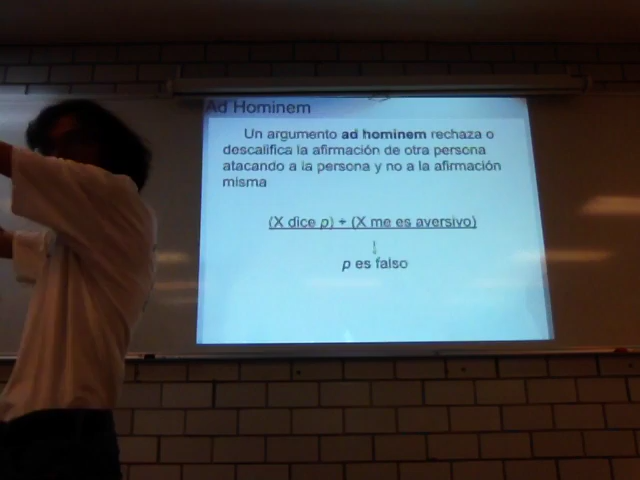 Ad Hominem
Un argumento ad hominem rechaza o
descalifica la afirmación de otra persona
atacando a la persona y no a la afirmación
misma
(X dice p) + (X me es aversivo)
↓
p es falso